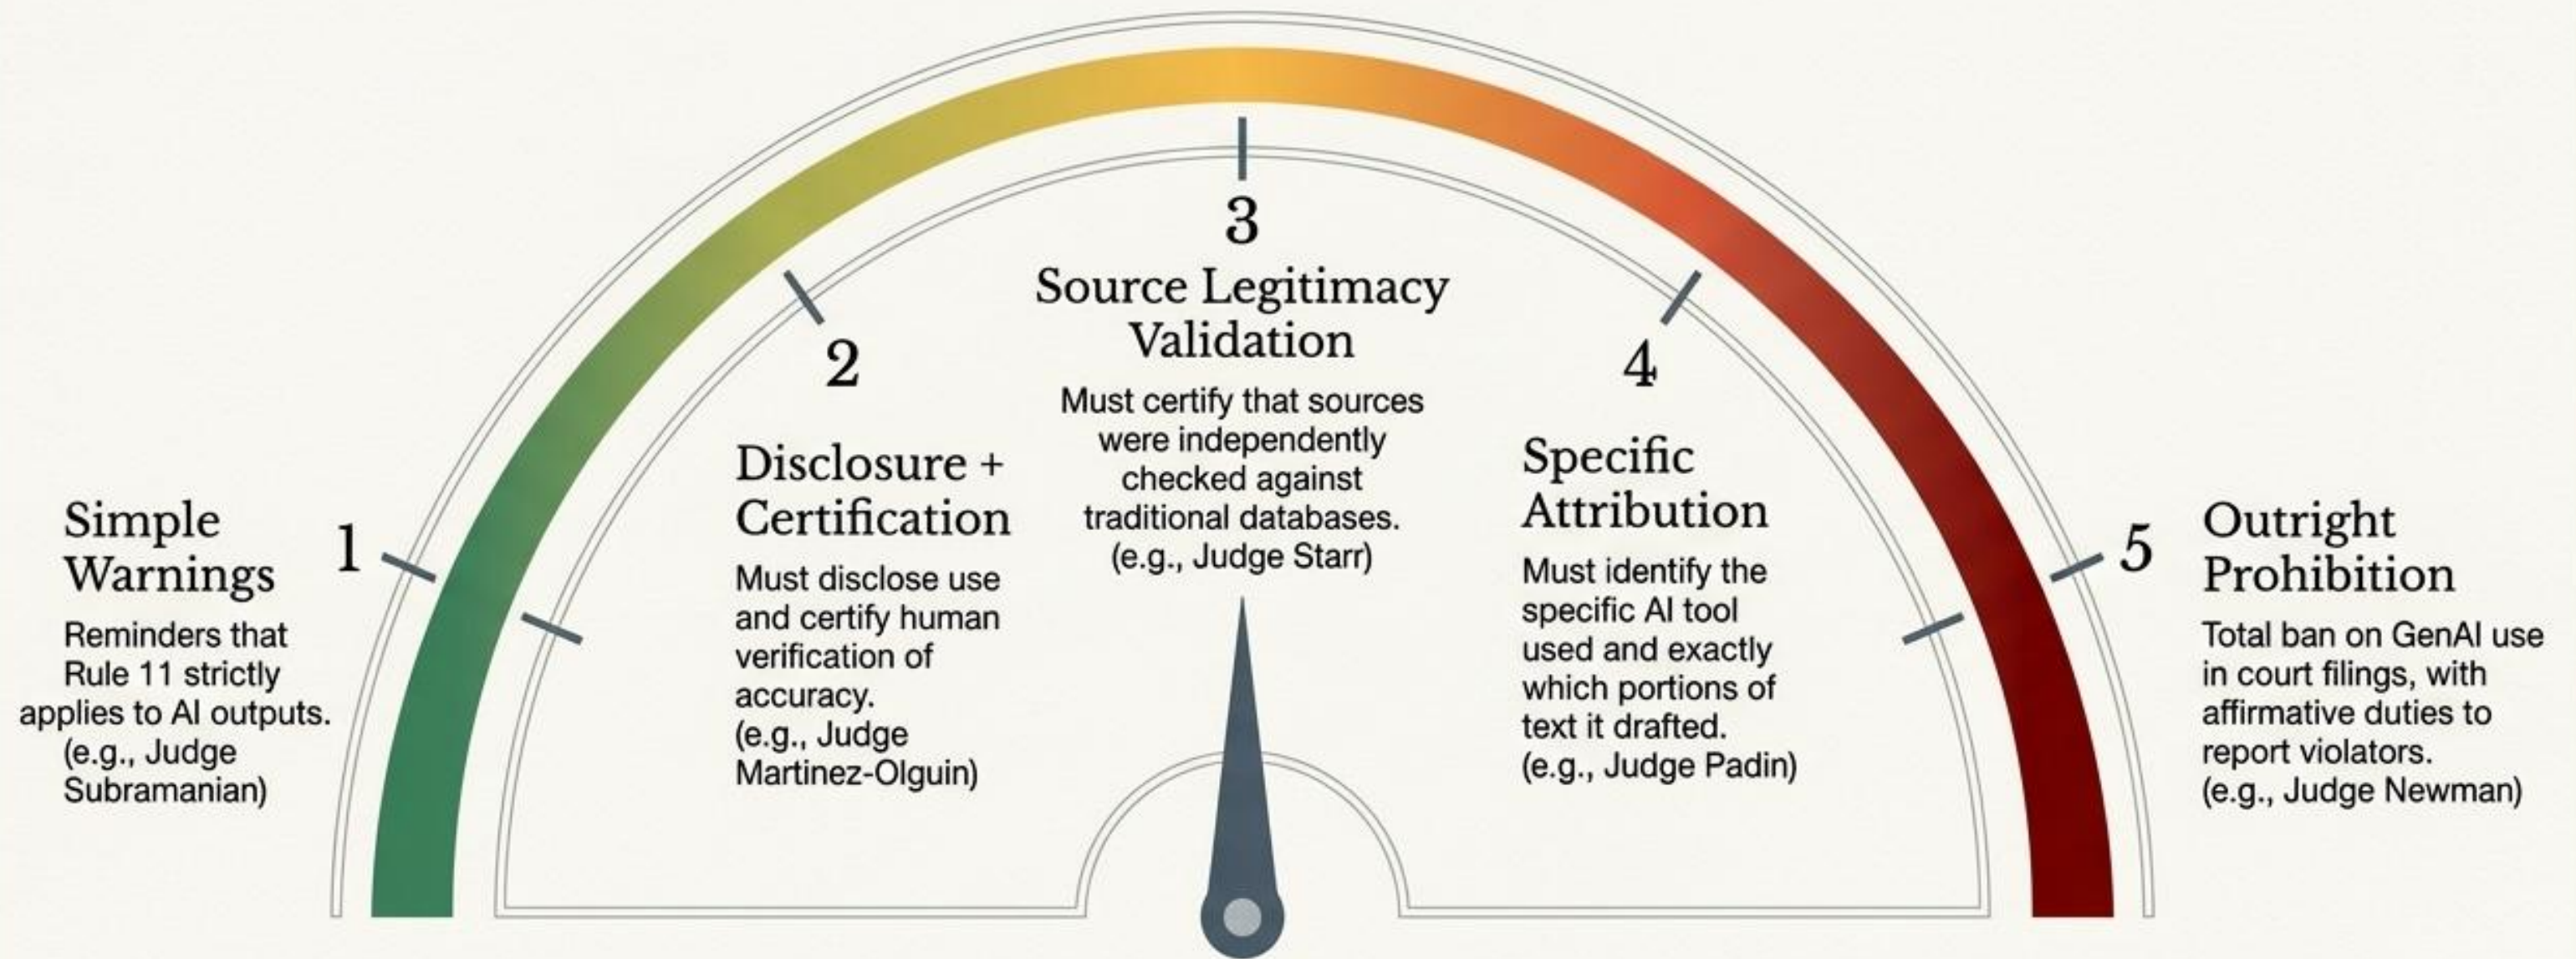 1
Simple
Warnings
Reminders that
Rule 11 strictly
applies to AI outputs.
(e.g., Judge
Subramanian)
2
Disclosure +
Certification
Must disclose use
and certify human
verification of
accuracy.
(e.g., Judge
Martinez-Olguin)
3
Source Legitimacy
Validation
Must certify that sources
were independently
checked against
traditional databases.
(e.g., Judge Starr)
4
Specific
Attribution
Must identify the
specific AI tool
used and exactly
which portions of
text it drafted.
(e.g., Judge Padin)
5
Outright
Prohibition
Total ban on GenAI use
in court filings, with
affirmative duties to
report violators.
(e.g., Judge Newman)